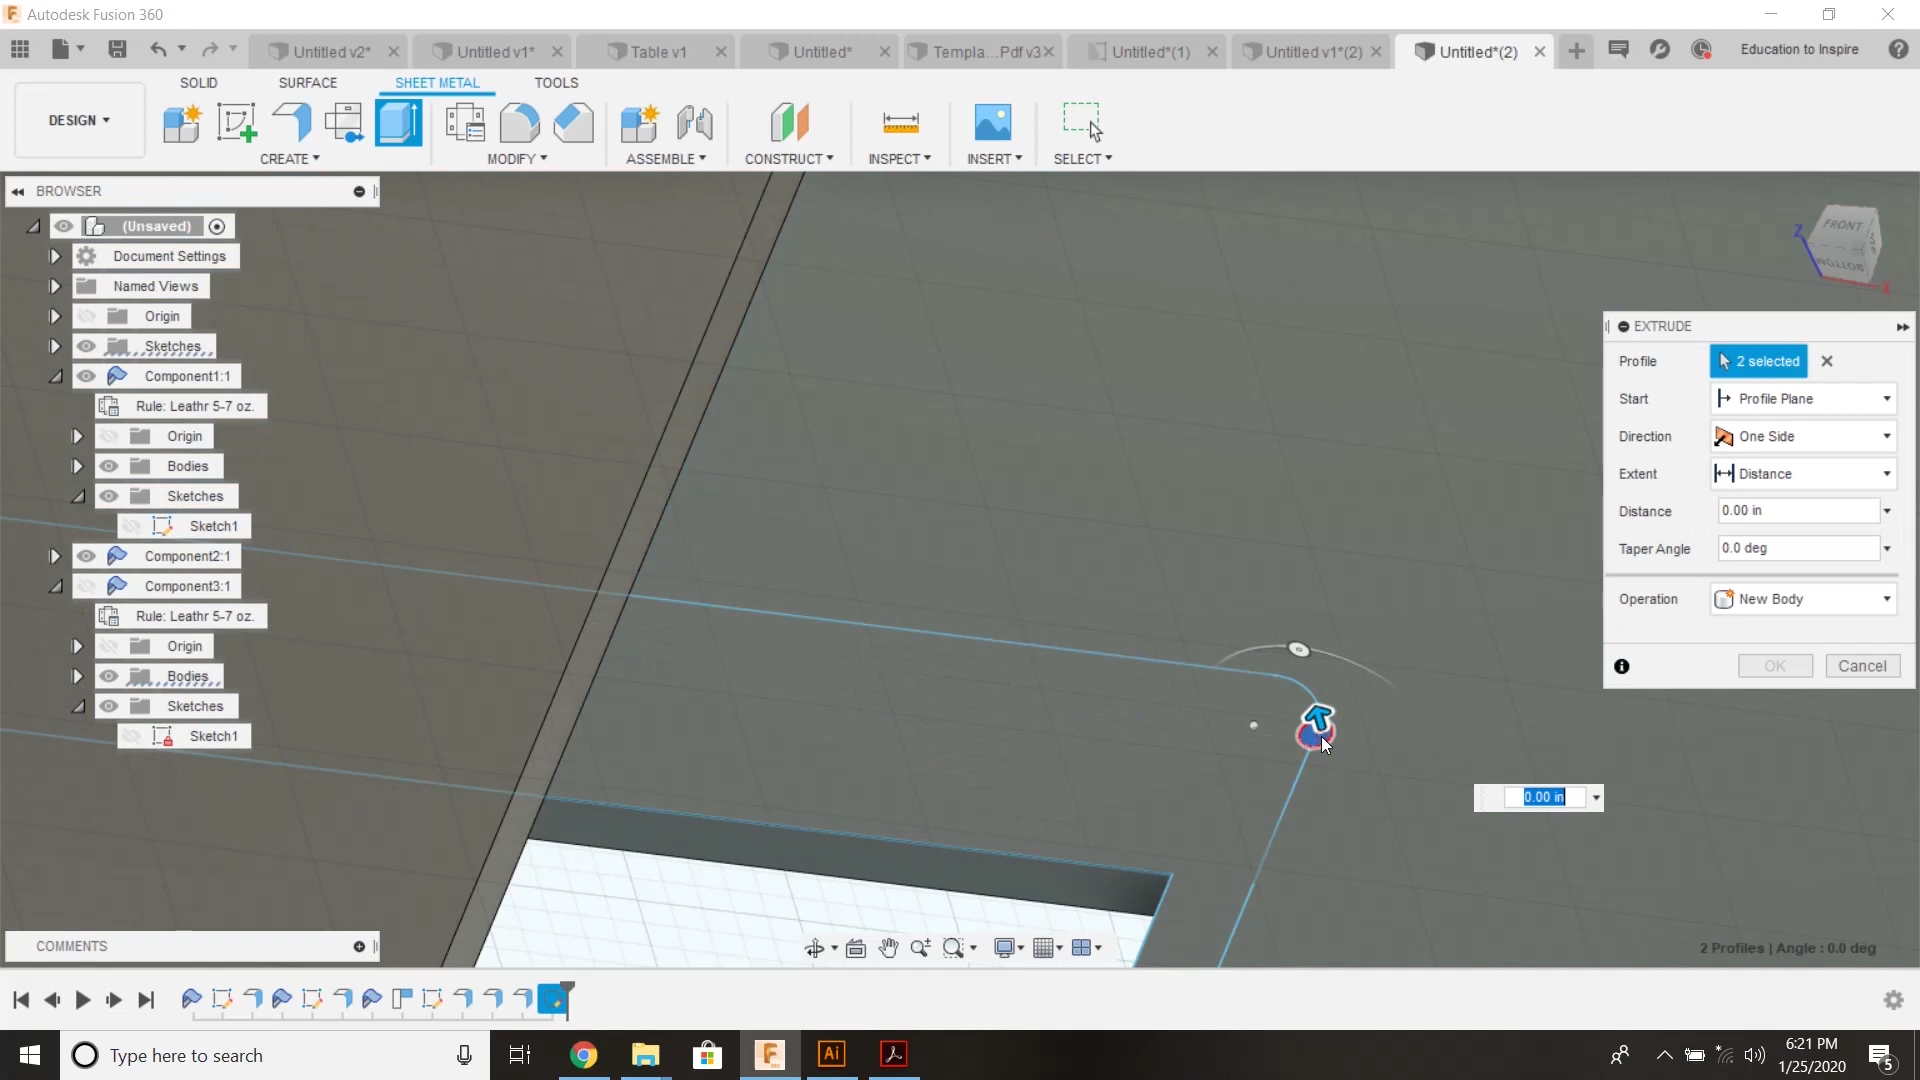 Autodesk Fusion 360
Untitled v2*
Untitled v1*
Table v1
Untitled*
Templa...Pdf v3
Untitled*(1)
Untitled v1*(2)
Untitled*(2)
Education to Inspire
SOLID
SURFACE
SHEET METAL
TOOLS
DESIGN
CREATE
MODIFY
ASSEMBLE
CONSTRUCT
INSPECT
INSERT
SELECT
BROWSER
(Unsaved)
Document Settings
Named Views
Origin
Sketches
Component1:1
Rule: Leathr 5-7 oz.
Origin
Bodies
Sketches
Sketch1
Component2:1
Component3:1
Rule: Leathr 5-7 oz.
Origin
Bodies
Sketches
Sketch1
Z
FRONT
BOTTOM
X
EXTRUDE
Profile 2 selected
Start Profile Plane
Direction One Side
Extent Distance
Distance 0.00 in
Taper Angle 0.0 deg
Operation New Body
OK Cancel
0.00 in
COMMENTS
2 Profiles | Angle : 0.0 deg
Type here to search
Ai
6:21 PM
1/25/2020
5